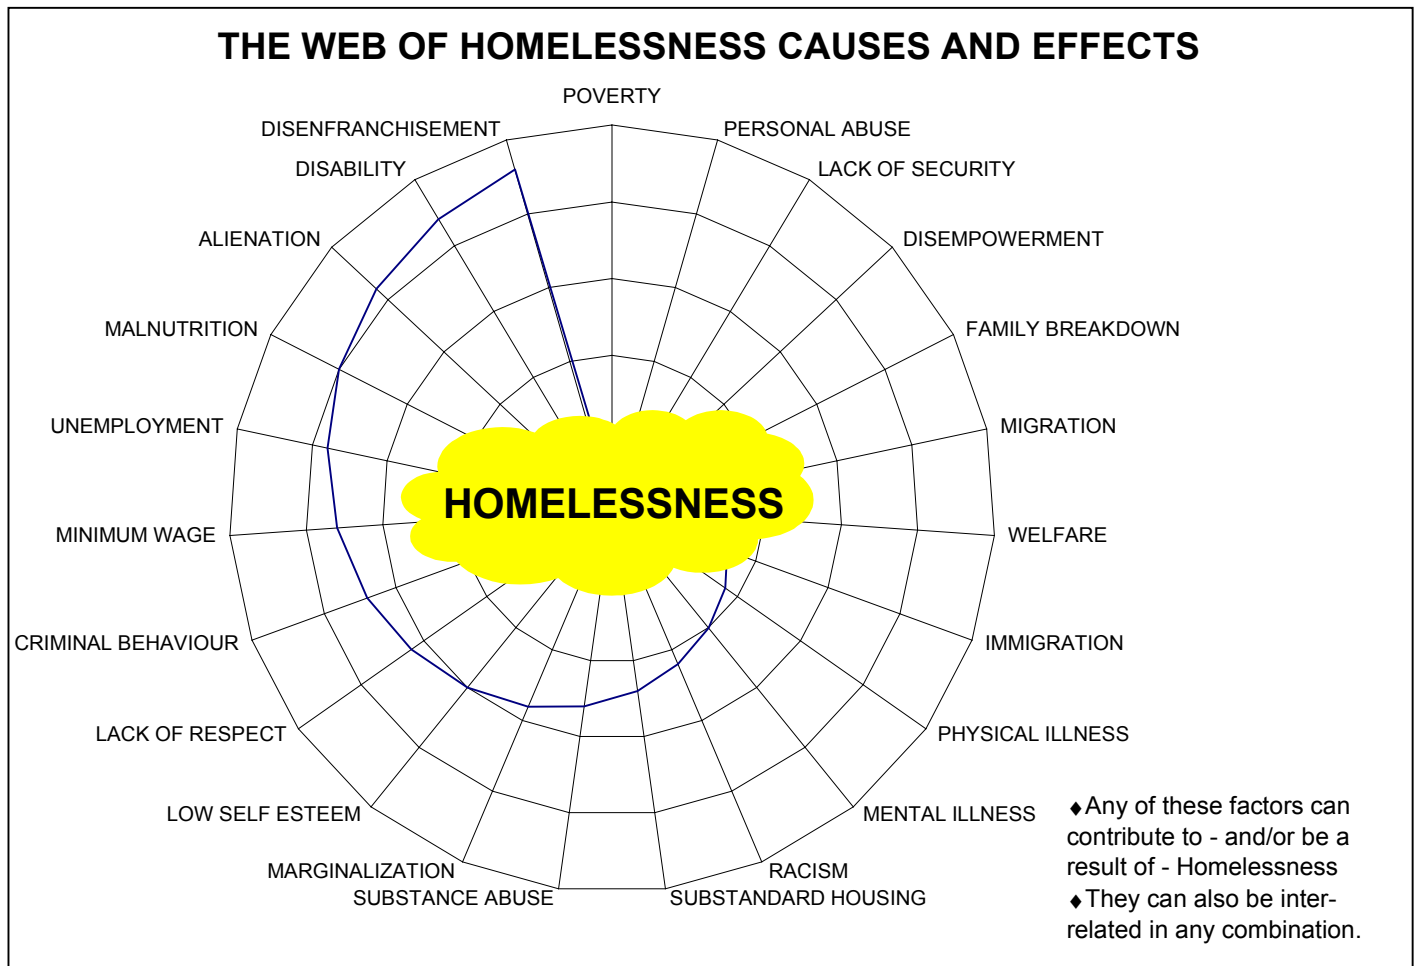 THE WEB OF HOMELESSNESS CAUSES AND EFFECTS
POVERTY
DISENFRANCHISEMENT
PERSONAL ABUSE
DISABILITY
LACK OF SECURITY
ALIENATION
DISEMPOWERMENT
MALNUTRITION
FAMILY BREAKDOWN
UNEMPLOYMENT
MIGRATION
HOMELESSNESS
MINIMUM WAGE
WELFARE
CRIMINAL BEHAVIOUR
IMMIGRATION
LACK OF RESPECT
PHYSICAL ILLNESS
LOW SELF ESTEEM
MENTAL ILLNESS
MARGINALIZATION
RACISM
SUBSTANCE ABUSE
SUBSTANDARD HOUSING
♦Any of these factors can
contribute to - and/or be a
result of - Homelessness
♦They can also be inter-
related in any combination.